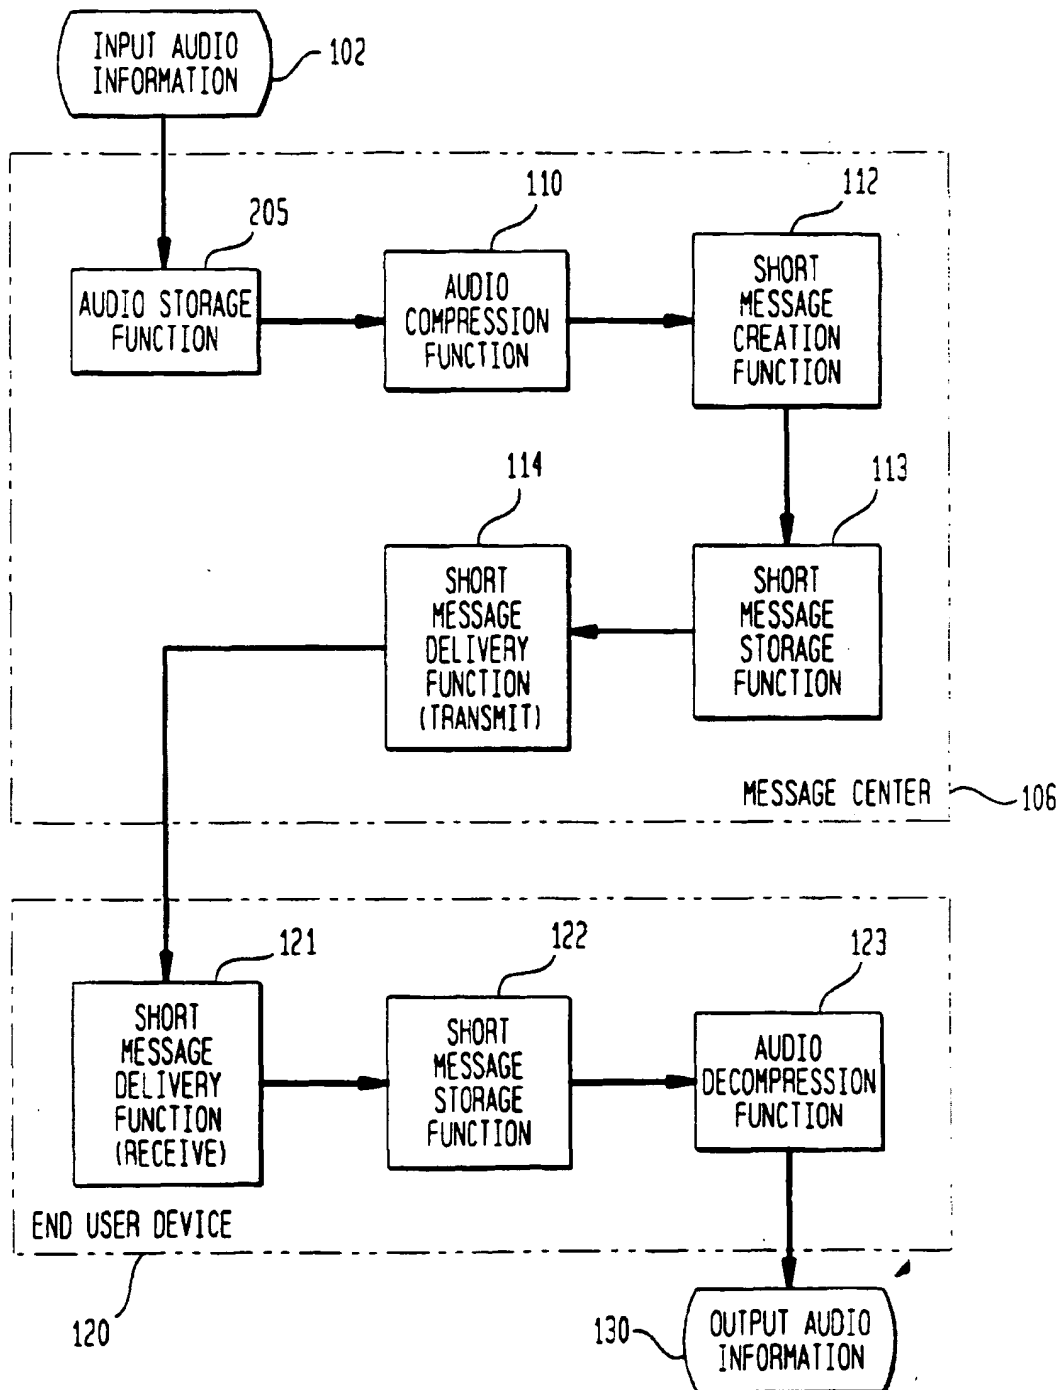 INPUT AUDIO
INFORMATION
102
205
110
112
AUDIO STORAGE
FUNCTION
AUDIO
COMPRESSION
FUNCTION
SHORT
MESSAGE
CREATION
FUNCTION
114
113
SHORT
MESSAGE
DELIVERY
FUNCTION
(TRANSMIT)
SHORT
MESSAGE
STORAGE
FUNCTION
MESSAGE CENTER
106
121
122
123
SHORT
MESSAGE
DELIVERY
FUNCTION
(RECEIVE)
SHORT
MESSAGE
STORAGE
FUNCTION
AUDIO
DECOMPRESSION
FUNCTION
END USER DEVICE
120
130
OUTPUT AUDIO
INFORMATION